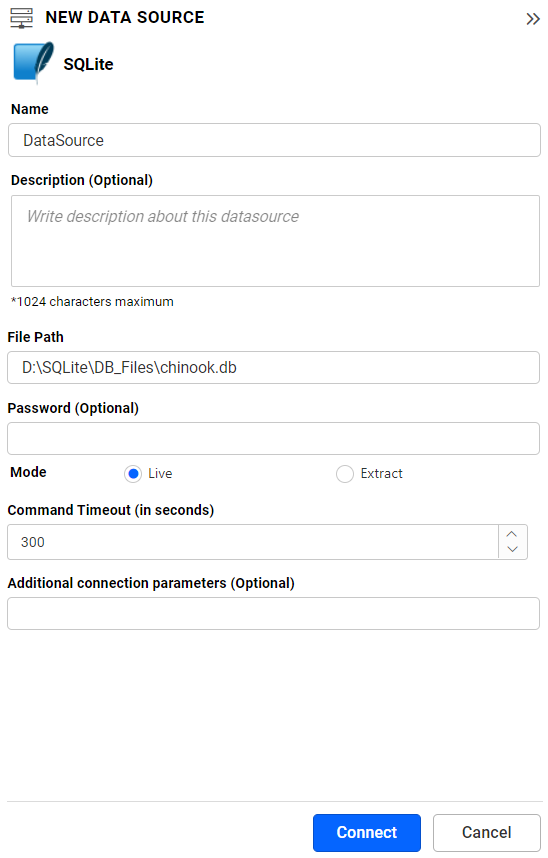 NEW DATA SOURCE
SQLite
Name
DataSource
Description (Optional)
Write description about this datasource
*1024 characters maximum
File Path
D:\SQLite\DB_Files\chinook.db
Password (Optional)
Mode Live Extract
Command Timeout (in seconds)
300
Additional connection parameters (Optional)
Connect Cancel